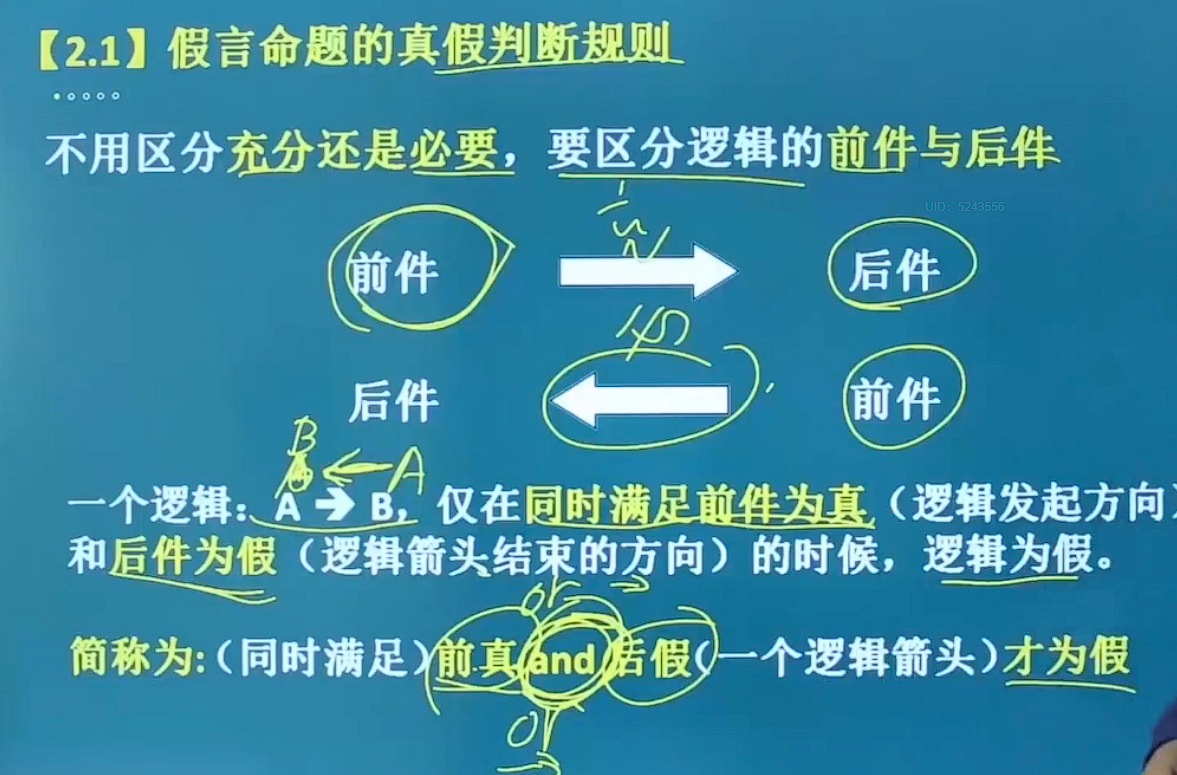 【2.1】假言命题的真假判断规则
不用区分充分还是必要，要区分逻辑的前件与后件
UID：5243556
前件 后件
后件 前件
B ← A
一个逻辑：A → B，仅在同时满足前件为真（逻辑发起方向）
和后件为假（逻辑箭头结束的方向）的时候，逻辑为假。
or →
简称为:（同时满足）前真 and 后假（一个逻辑箭头）才为假
or
→